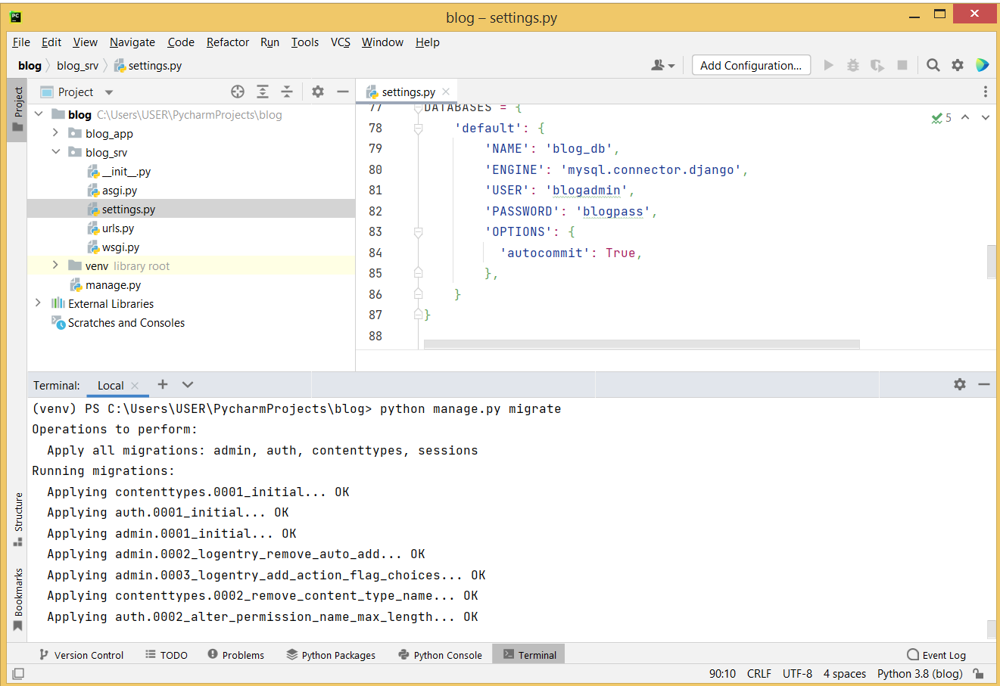 PC
blog – settings.py
File Edit View Navigate Code Refactor Run Tools VCS Window Help
blog blog_srv settings.py
Add Configuration...
Project
Project
settings.py
blog C:\Users\USER\PycharmProjects\blog
blog_app
blog_srv
__init__.py
asgi.py
settings.py
urls.py
wsgi.py
venv library root
manage.py
External Libraries
Scratches and Consoles
5
77 DATABASES = {
78 'default': {
79 'NAME': 'blog_db',
80 'ENGINE': 'mysql.connector.django',
81 'USER': 'blogadmin',
82 'PASSWORD': 'blogpass',
83 'OPTIONS': {
84 'autocommit': True,
85 },
86 }
87 }
88
Terminal: Local
(venv) PS C:\Users\USER\PycharmProjects\blog> python manage.py migrate
Operations to perform:
Apply all migrations: admin, auth, contenttypes, sessions
Running migrations:
Applying contenttypes.0001_initial... OK
Applying auth.0001_initial... OK
Applying admin.0001_initial... OK
Applying admin.0002_logentry_remove_auto_add... OK
Applying admin.0003_logentry_add_action_flag_choices... OK
Applying contenttypes.0002_remove_content_type_name... OK
Applying auth.0002_alter_permission_name_max_length... OK
Structure
Bookmarks
Version Control TODO Problems Python Packages Python Console Terminal Event Log
90:10 CRLF UTF-8 4 spaces Python 3.8 (blog)